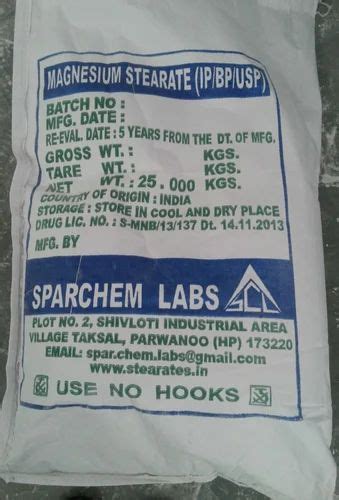 MAGNESIUM STEARATE (IP/BP/USP)
BATCH NO :
MFG. DATE :
RE-EVAL. DATE : 5 YEARS FROM THE DT. OF MFG.
GROSS WT. : KGS.
TARE WT. : KGS.
NET WT. : 25.000 KGS.
COUNTRY OF ORIGIN : INDIA
STORAGE : STORE IN COOL AND DRY PLACE
DRUG LIC. NO. : S-MNB/13/137 Dt. 14.11.2013
MFG. BY
SPARCHEM LABS SCL
PLOT NO. 2, SHIVLOTI INDUSTRIAL AREA
VILLAGE TAKSAL, PARWANOO (HP) 173220
EMAIL: spar.chem.labs@gmail.com
www.stearates.in
USE NO HOOKS